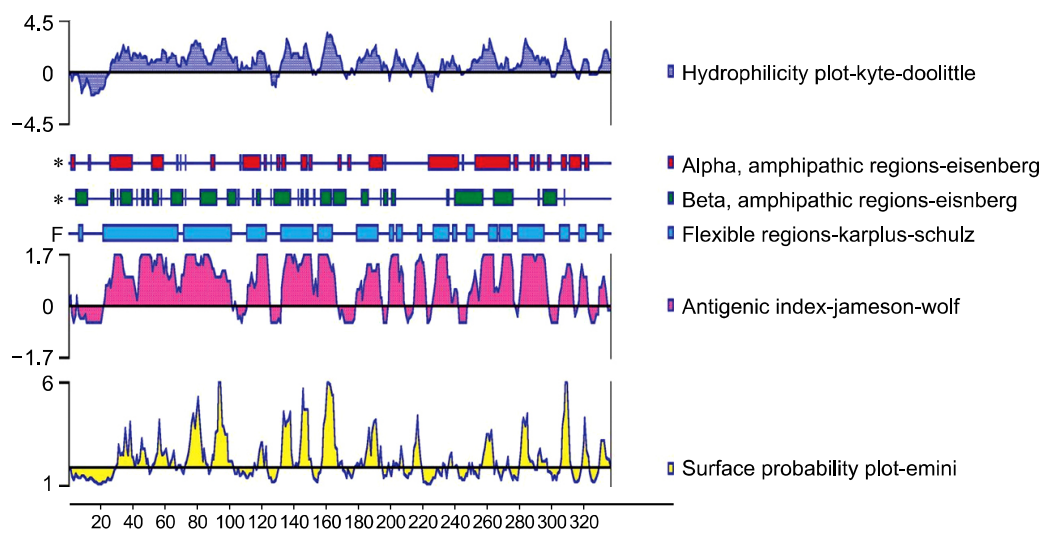 4.5
0
−4.5
Hydrophilicity plot-kyte-doolittle
* Alpha, amphipathic regions-eisenberg
* Beta, amphipathic regions-eisnberg
F Flexible regions-karplus-schulz
1.7
0
−1.7
Antigenic index-jameson-wolf
6
1
Surface probability plot-emini
20 40 60 80 100 120 140 160 180 200 220 240 260 280 300 320